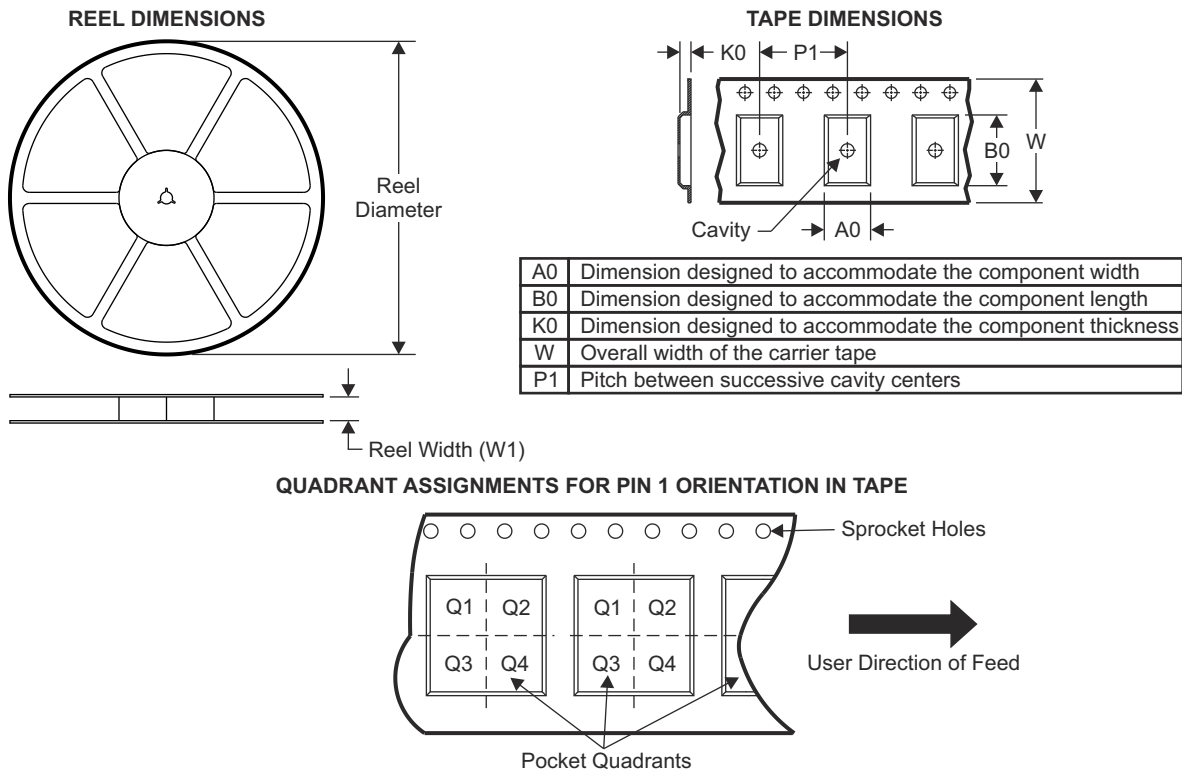 REEL DIMENSIONS
Reel
Diameter
Reel Width (W1)
TAPE DIMENSIONS
K0
P1
B0
W
Cavity
A0
A0 Dimension designed to accommodate the component width
B0 Dimension designed to accommodate the component length
K0 Dimension designed to accommodate the component thickness
W Overall width of the carrier tape
P1 Pitch between successive cavity centers
QUADRANT ASSIGNMENTS FOR PIN 1 ORIENTATION IN TAPE
Sprocket Holes
Q1 Q2 Q1 Q2
Q3 Q4 Q3 Q4
User Direction of Feed
Pocket Quadrants